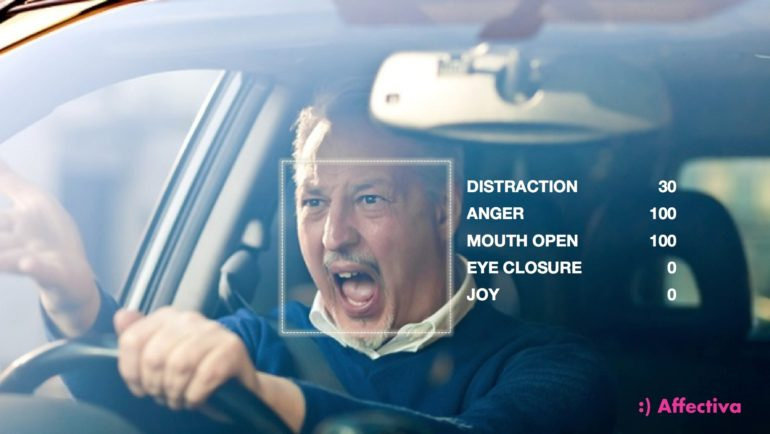 DISTRACTION 30
ANGER 100
MOUTH OPEN 100
EYE CLOSURE 0
JOY 0
:) Affectiva